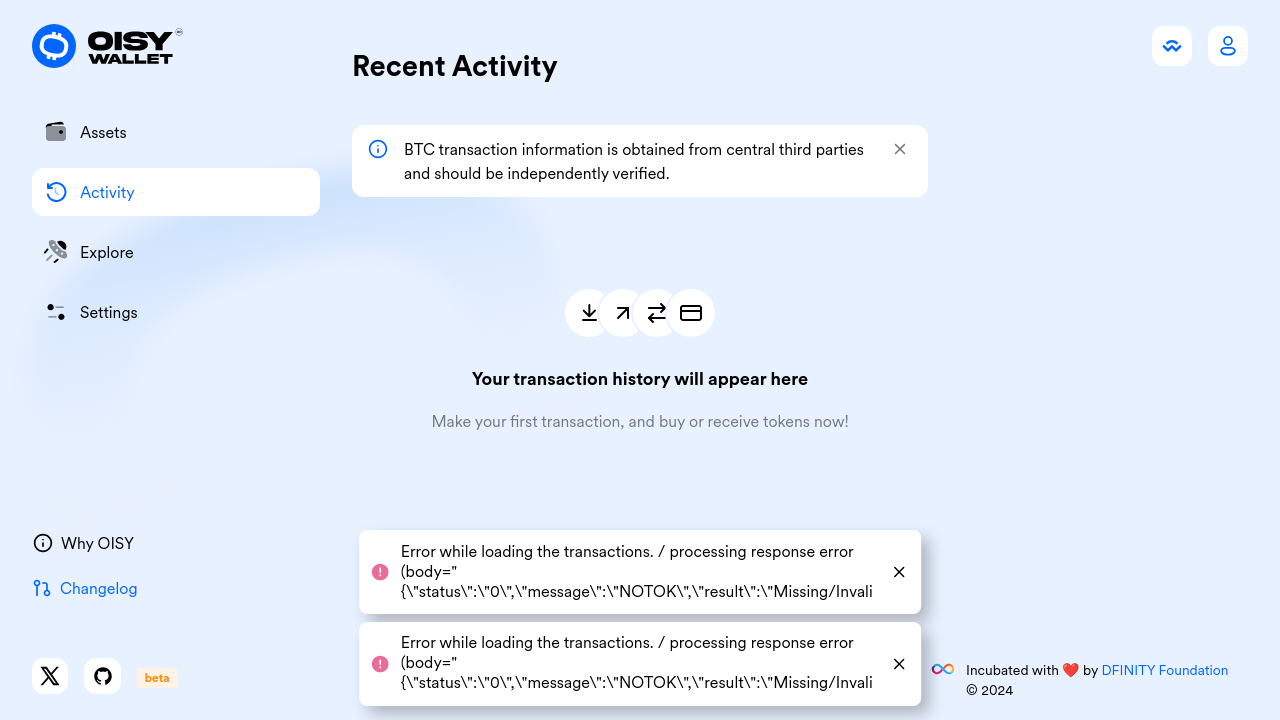 OISY
WALLET
Recent Activity
Assets
Activity
Explore
Settings
BTC transaction information is obtained from central third parties
and should be independently verified.
Your transaction history will appear here
Make your first transaction, and buy or receive tokens now!
Why OISY
Changelog
beta
Error while loading the transactions. / processing response error
(body="
{\"status\":\"0\",\"message\":\"NOTOK\",\"result\":\"Missing/Invali
Error while loading the transactions. / processing response error
(body="
{\"status\":\"0\",\"message\":\"NOTOK\",\"result\":\"Missing/Invali
Incubated with ❤️ by DFINITY Foundation
© 2024